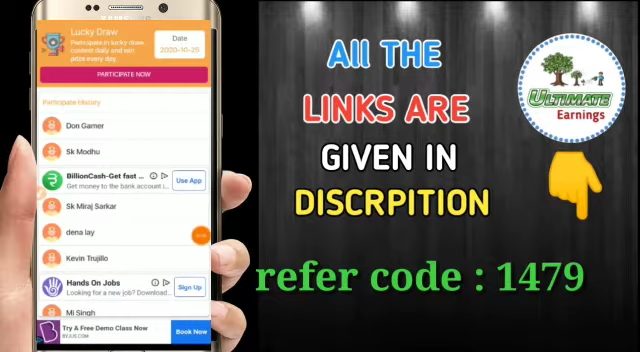 Lucky Draw
Participate in lucky draw
contest daily and win
prize every day.
Date
2020-10-25
PARTICIPATE NOW
Participate History
Don Gamer
Sk Modhu
BillionCash-Get fast ...
Get money to the bank account i...
Use App
Sk Miraj Sarkar
dena lay
Kevin Trujillo
Hands On Jobs
Looking for a new job? Download...
Sign Up
Mi Singh
Try A Free Demo Class Now
Book Now
All THE
LINKS ARE
GIVEN IN
DISCRPITION
refer code : 1479
ULTIMATE
Earnings